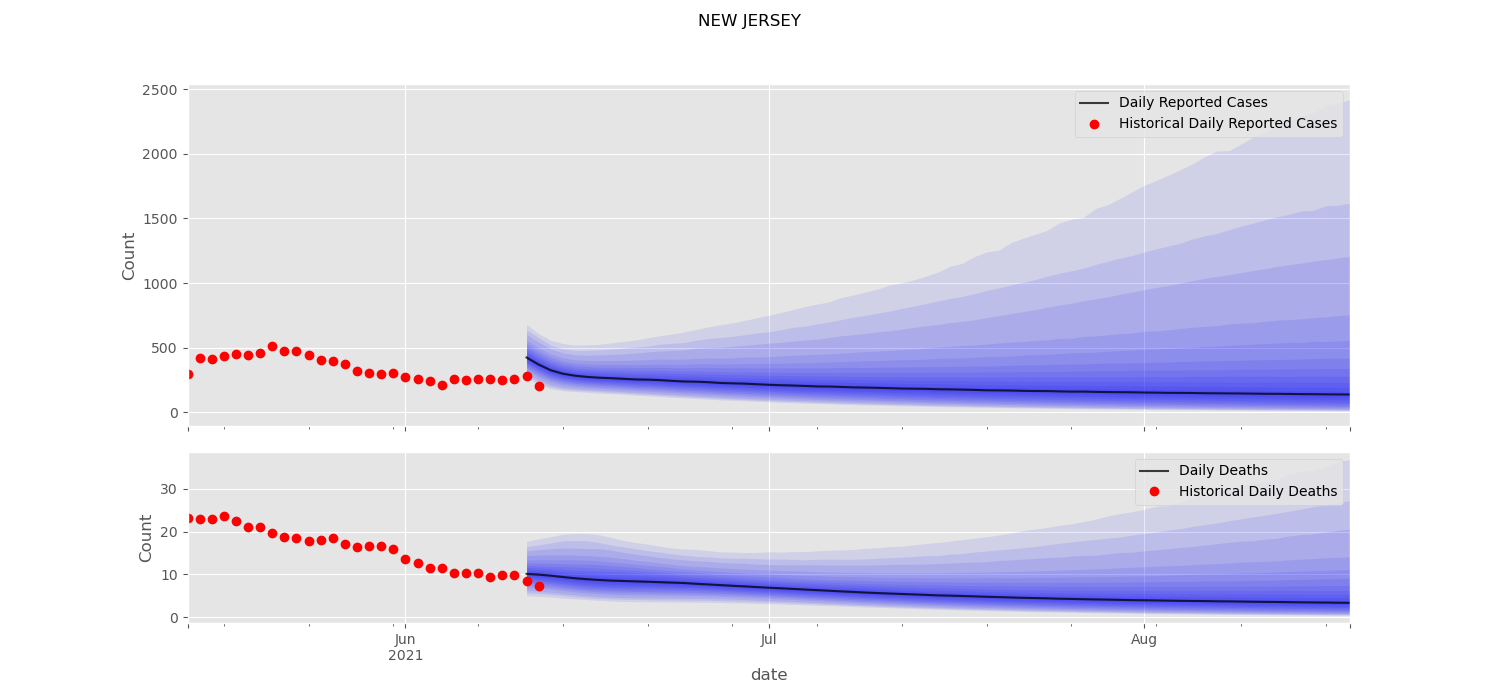 NEW JERSEY
2500
2000
1500
1000
500
0
Count
Daily Reported Cases
Historical Daily Reported Cases
30
20
10
0
Count
Daily Deaths
Historical Daily Deaths
Jun
2021
Jul
Aug
date